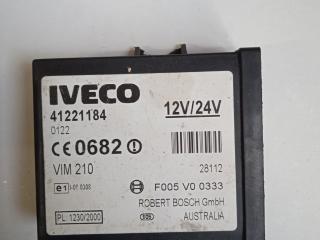 IVECO
41221184 12V/24V
0122
CE 0682
VIM 210 28112
e1 F005 V0 0333
ROBERT BOSCH GmbH
PL: 1230/2000 AUSTRALIA